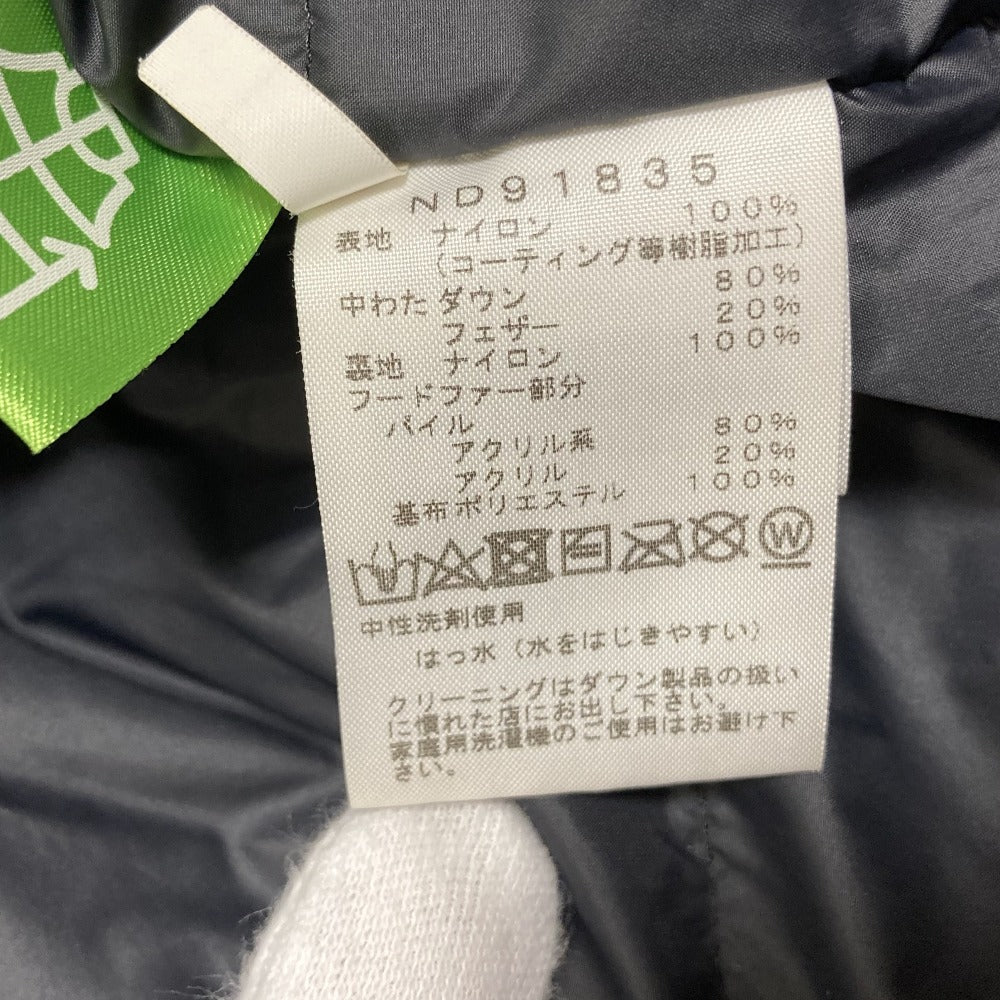 ND91835
表地 ナイロン 100%
(コーティング等樹脂加工)
中わた ダウン 80%
フェザー 20%
裏地 ナイロン 100%
フードファー部分
パイル
アクリル系 80%
アクリル 20%
基布ポリエステル 100%
W
中性洗剤使用
はっ水(水をはじきやすい)
クリーニングはダウン製品の扱い
に慣れた店にお出し下さい。
家庭用洗濯機のご使用はお避け下
さい。